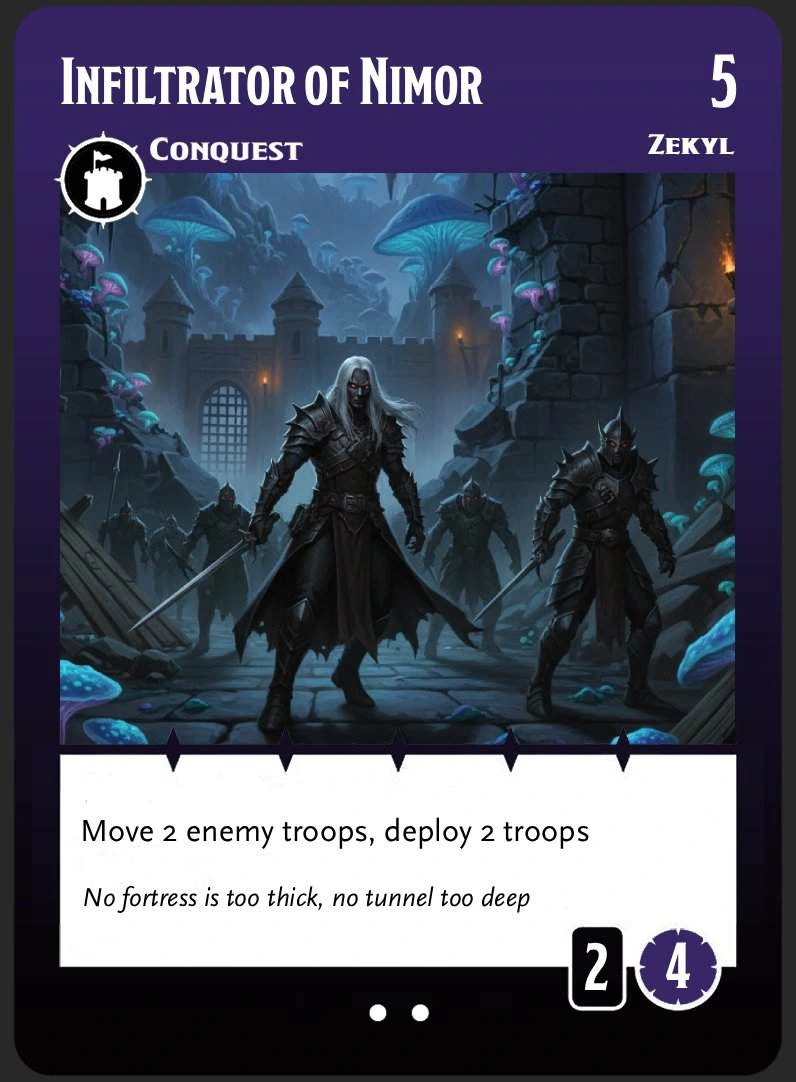 Infiltrator of Nimor 5
Conquest Zekyl
Move 2 enemy troops, deploy 2 troops
No fortress is too thick, no tunnel too deep
2 4